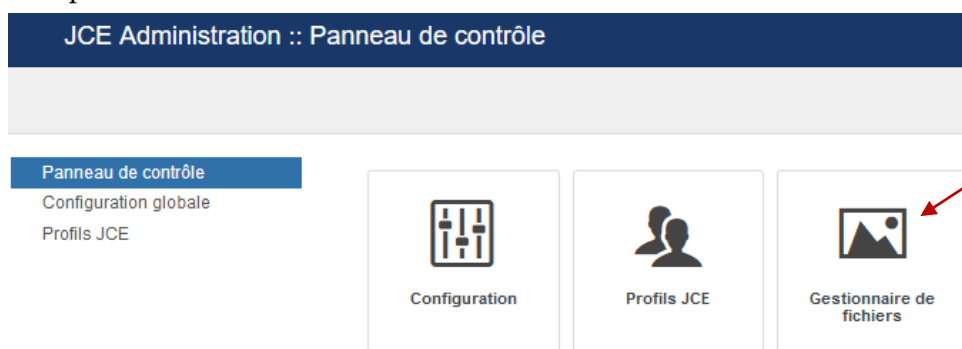 JCE Administration :: Panneau de contrôle
Panneau de contrôle
Configuration globale
Profils JCE
Configuration
Profils JCE
Gestionnaire de
fichiers